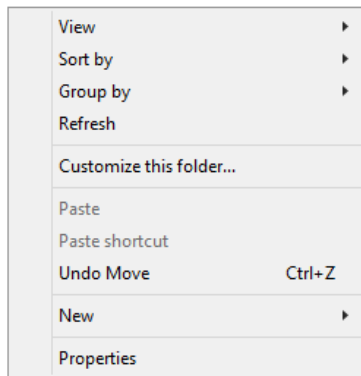 View
Sort by
Group by
Refresh
Customize this folder...
Paste
Paste shortcut
Undo Move Ctrl+Z
New
Properties